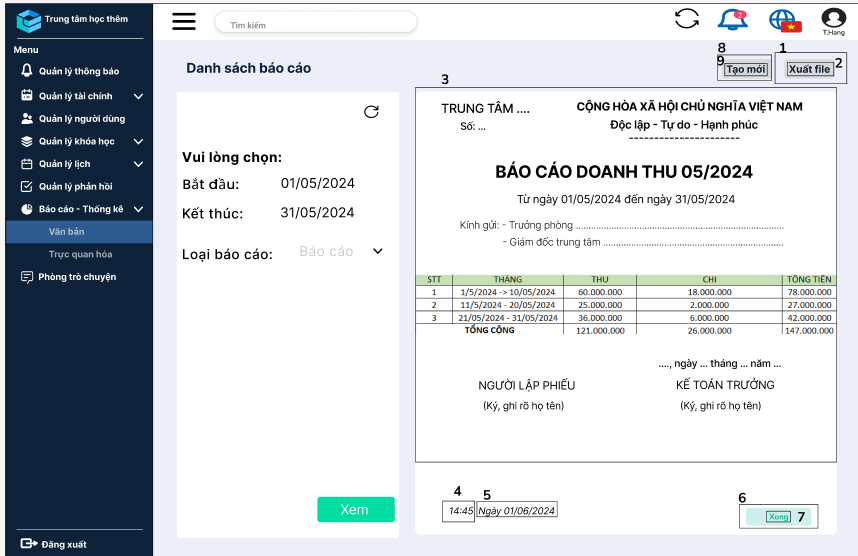 Trung tâm học thêm
Tìm kiếm
2
T.Hang
Menu
Quản lý thông báo
Quản lý tài chính
Quản lý người dùng
Quản lý khóa học
Quản lý lịch
Quản lý phản hồi
Báo cáo - Thống kê
Văn bản
Trực quan hóa
Phòng trò chuyện
Đăng xuất
Danh sách báo cáo
8
9 Tạo mới
1
Xuất file 2
Vui lòng chọn:
Bắt đầu: 01/05/2024
Kết thúc: 31/05/2024
Loại báo cáo: Báo cáo
Xem
3
TRUNG TÂM .... CỘNG HÒA XÃ HỘI CHỦ NGHĨA VIỆT NAM
Số: ... Độc lập - Tự do - Hạnh phúc
----------------------
BÁO CÁO DOANH THU 05/2024
Từ ngày 01/05/2024 đến ngày 31/05/2024
Kính gửi: - Trưởng phòng ..............................................................
- Giám đốc trung tâm ......................................................
STT THÁNG THU CHI TỔNG TIỀN
1 1/5/2024 -> 10/05/2024 60.000.000 18.000.000 78.000.000
2 11/5/2024 - 20/05/2024 25.000.000 2.000.000 27.000.000
3 21/05/2024 - 31/05/2024 36.000.000 6.000.000 42.000.000
TỔNG CỘNG 121.000.000 26.000.000 147.000.000
...., ngày ... tháng ... năm ...
NGƯỜI LẬP PHIẾU KẾ TOÁN TRƯỞNG
(Ký, ghi rõ họ tên) (Ký, ghi rõ họ tên)
4 5
14:45 Ngày 01/06/2024
6
Xong 7